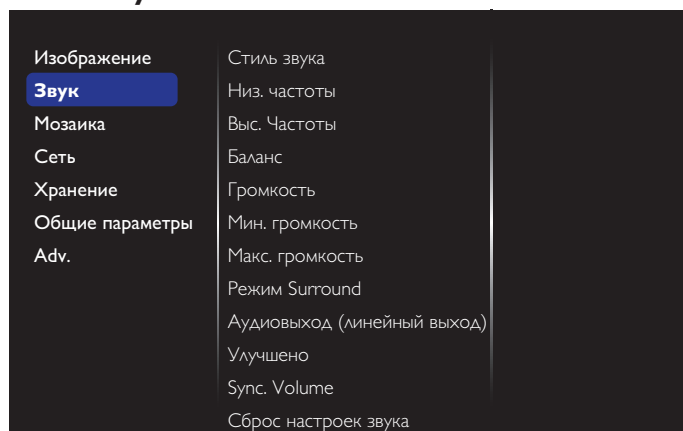 Изображение
Звук
Мозаика
Сеть
Хранение
Общие параметры
Adv.
Стиль звука
Низ. частоты
Выс. Частоты
Баланс
Громкость
Мин. громкость
Макс. громкость
Режим Surround
Аудиовыход (линейный выход)
Улучшено
Sync. Volume
Сброс настроек звука